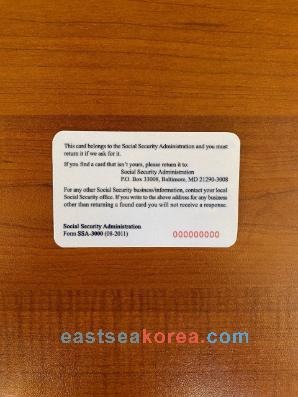 This card belongs to the Social Security Administration and you must
return it if we ask for it.
If you find a card that isn't yours, please return it to:
Social Security Administration
P.O. Box 33008, Baltimore, MD 21290-3008
For any other Social Security business/information, contact your local
Social Security office. If you write to the above address for any business
other than returning a found card you will not receive a response.
Social Security Administration
Form SSA-3000 (08-2011)
000000000
eastseakorea.com